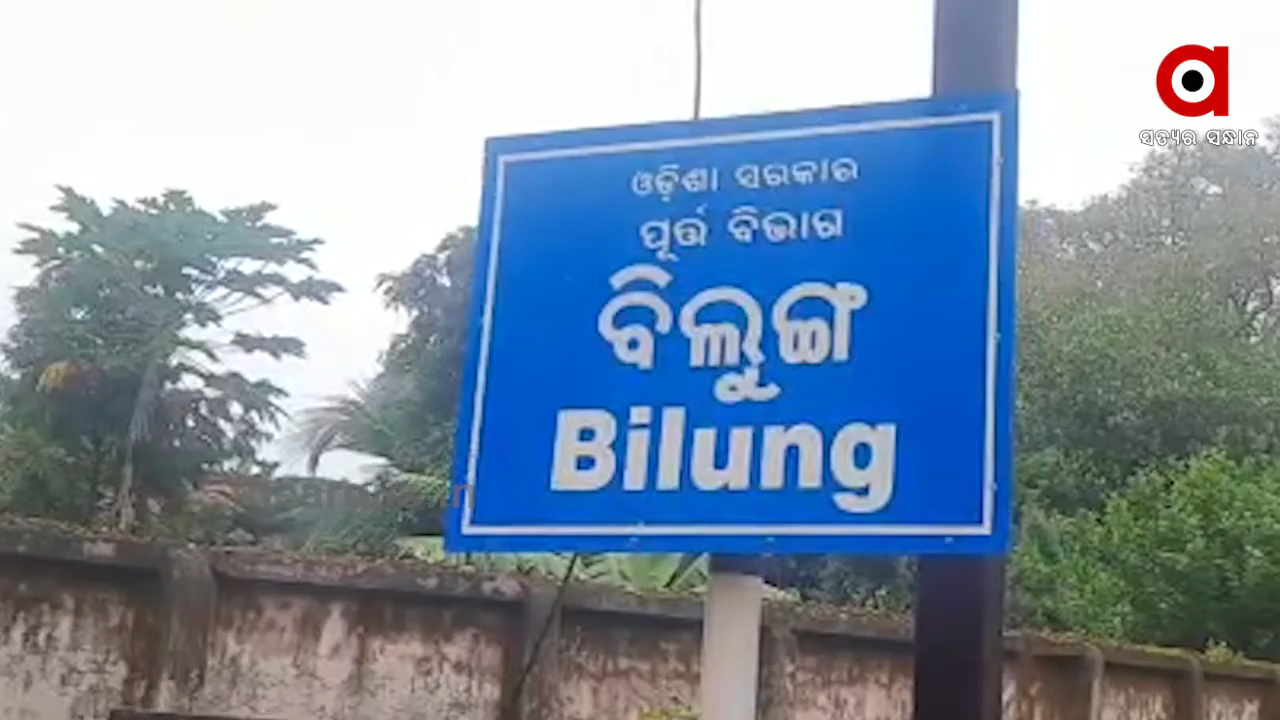 ଓଡ଼ିଶା ସରକାର
ପୂର୍ତ୍ତ ବିଭାଗ
ବିଲୁଙ୍ଗ
Bilung
a
ସତ୍ୟର ସନ୍ଧାନ